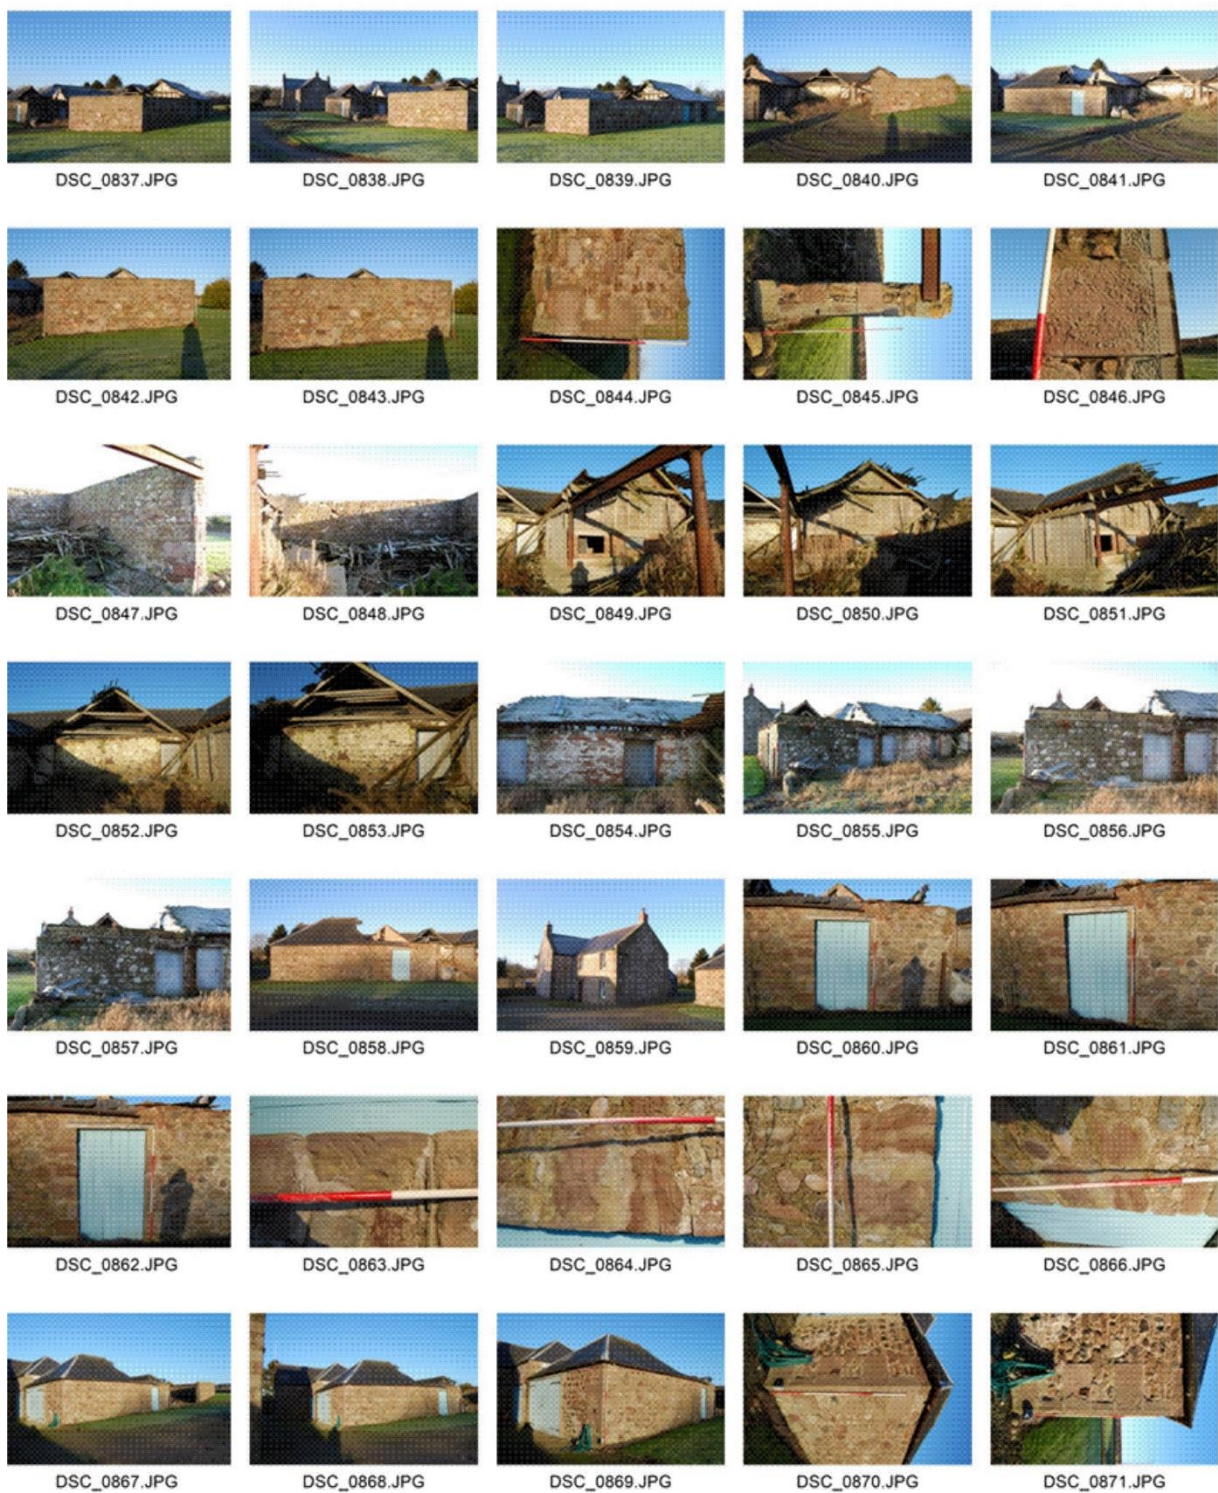 DSC_0837.JPG DSC_0838.JPG DSC_0839.JPG DSC_0840.JPG DSC_0841.JPG
DSC_0842.JPG DSC_0843.JPG DSC_0844.JPG DSC_0845.JPG DSC_0846.JPG
DSC_0847.JPG DSC_0848.JPG DSC_0849.JPG DSC_0850.JPG DSC_0851.JPG
DSC_0852.JPG DSC_0853.JPG DSC_0854.JPG DSC_0855.JPG DSC_0856.JPG
DSC_0857.JPG DSC_0858.JPG DSC_0859.JPG DSC_0860.JPG DSC_0861.JPG
DSC_0862.JPG DSC_0863.JPG DSC_0864.JPG DSC_0865.JPG DSC_0866.JPG
DSC_0867.JPG DSC_0868.JPG DSC_0869.JPG DSC_0870.JPG DSC_0871.JPG